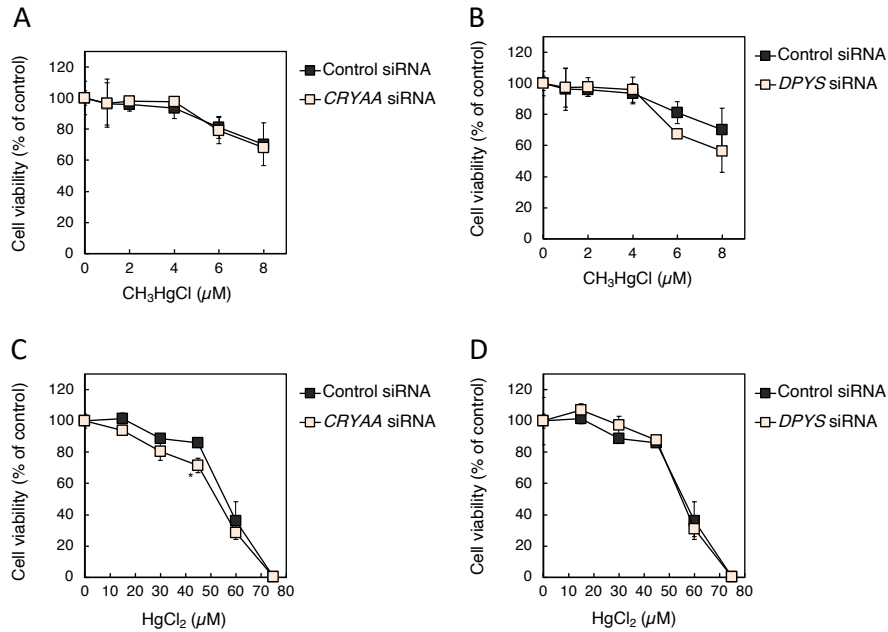 A
Cell viability (% of control)
120
100
80
60
40
20
0
0 2 4 6 8
CH₃HgCl (µM)
Control siRNA
CRYAA siRNA
B
Cell viability (% of control)
120
100
80
60
40
20
0
0 2 4 6 8
CH₃HgCl (µM)
Control siRNA
DPYS siRNA
C
Cell viability (% of control)
120
100
80
60
40
20
0
*
0 10 20 30 40 50 60 70 80
HgCl₂ (µM)
Control siRNA
CRYAA siRNA
D
Cell viability (% of control)
120
100
80
60
40
20
0
0 10 20 30 40 50 60 70 80
HgCl₂ (µM)
Control siRNA
DPYS siRNA